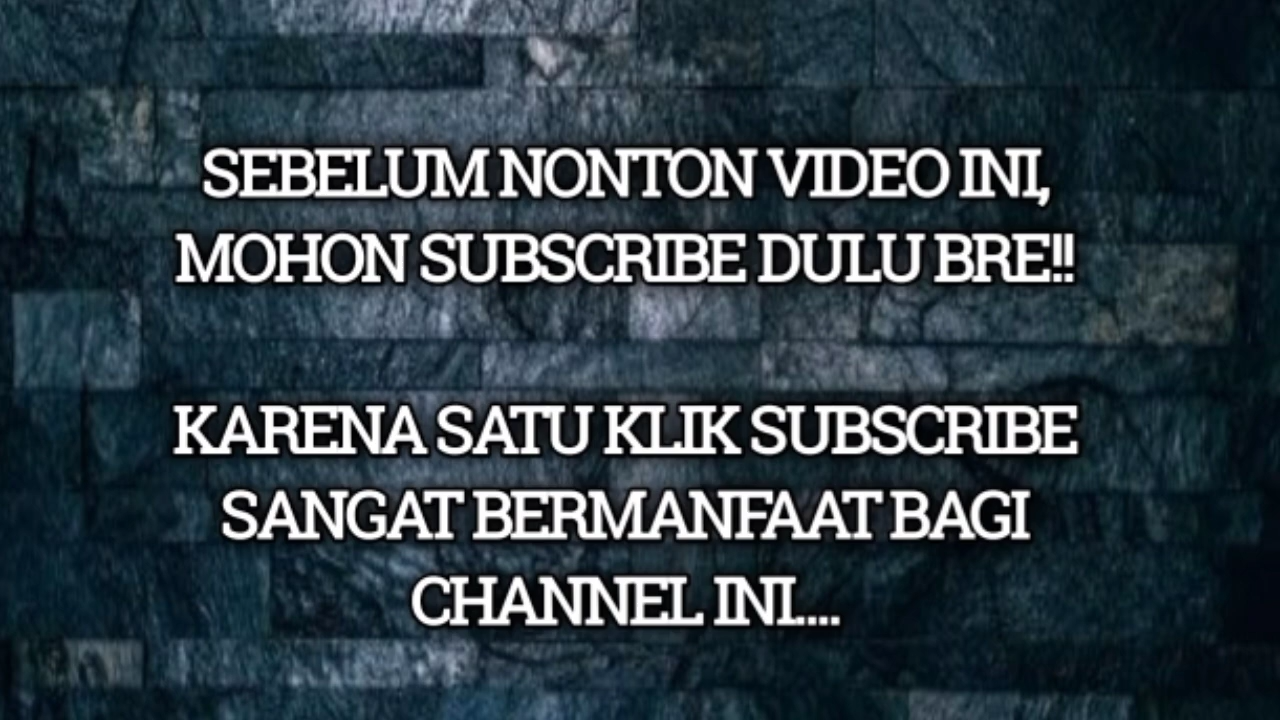 SEBELUM NONTON VIDEO INI,
MOHON SUBSCRIBE DULU BRE!!
KARENA SATU KLIK SUBSCRIBE
SANGAT BERMANFAAT BAGI
CHANNEL INI....